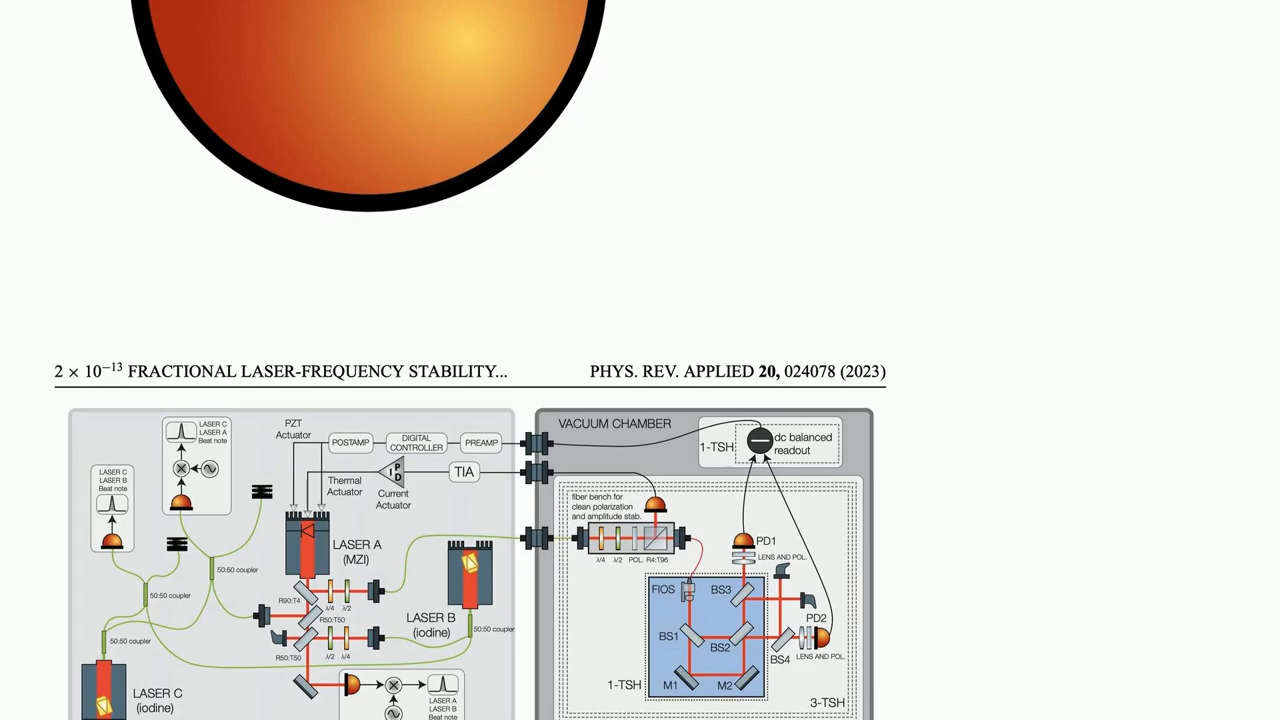 2 × 10⁻¹³ FRACTIONAL LASER-FREQUENCY STABILITY...
PHYS. REV. APPLIED 20, 024078 (2023)
LASER C
LASER A
Beat note
LASER C
LASER B
Beat note
50:50 coupler
50:50 coupler
50:50 coupler
LASER C
(iodine)
PZT
Actuator
POSTAMP
DIGITAL
CONTROLLER
PREAMP
Thermal
Actuator
P
I
D
Current
Actuator
TIA
LASER A
(MZI)
R90:T4
λ/4
λ/2
R50:T50
R50:T50
λ/2
λ/4
LASER B
(iodine)
50:50 coupler
LASER A
LASER B
Beat note
VACUUM CHAMBER
1-TSH
dc balanced
readout
fiber bench for
clean polarization
and amplitude stab.
λ/4
λ/2
POL.
R4:T96
PD1
LENS AND POL.
FIOS
BS3
BS1
BS2
M1
M2
PD2
BS4
LENS AND POL.
1-TSH
3-TSH